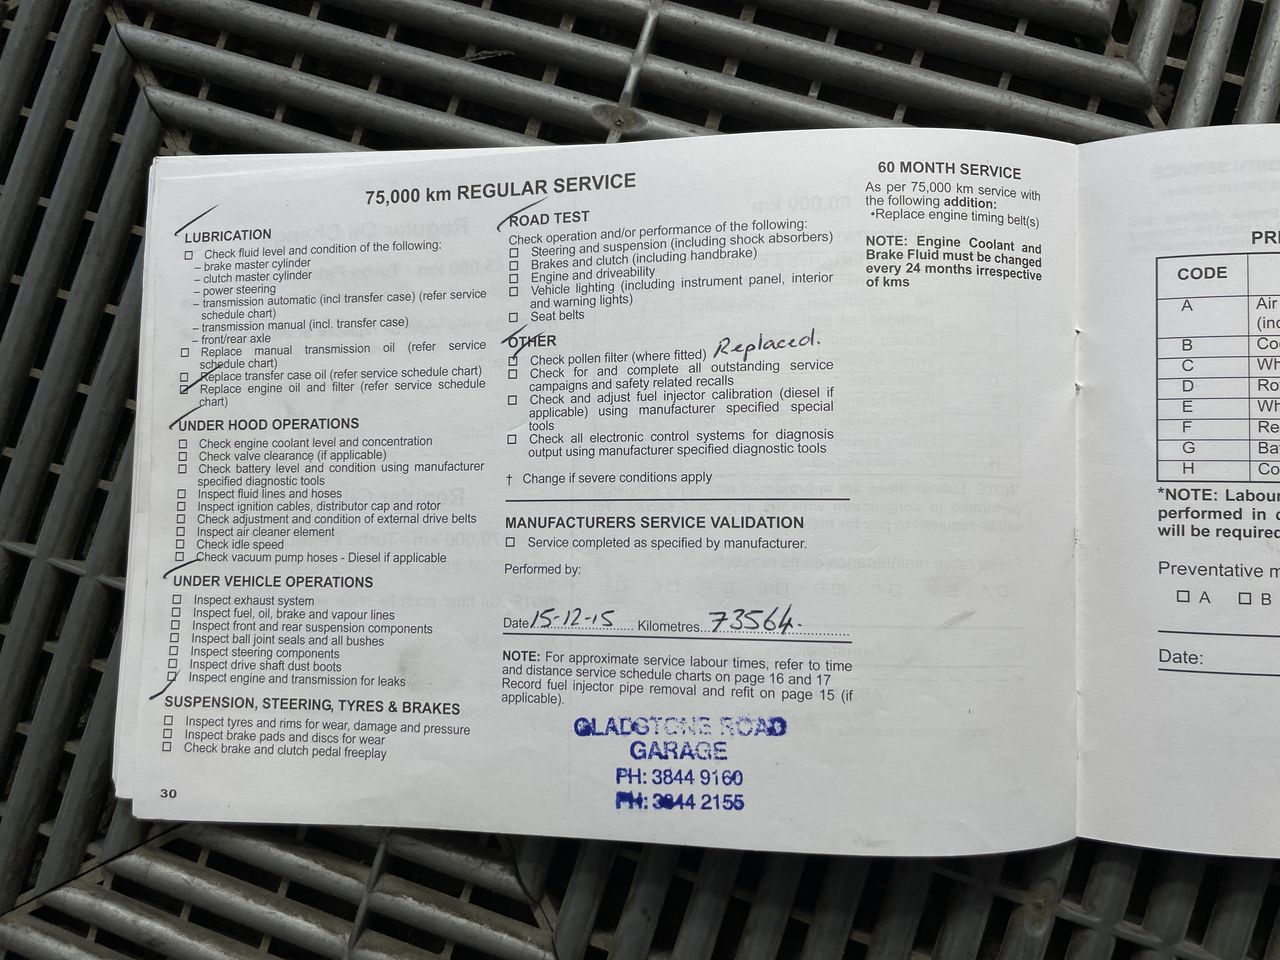 75,000 km REGULAR SERVICE
LUBRICATION
Check fluid level and condition of the following:
– brake master cylinder
– clutch master cylinder
– power steering
– transmission automatic (incl transfer case) (refer service
schedule chart)
– transmission manual (incl. transfer case)
– front/rear axle
Replace manual transmission oil (refer service
schedule chart)
Replace transfer case oil (refer service schedule chart)
Replace engine oil and filter (refer service schedule
chart)
UNDER HOOD OPERATIONS
Check engine coolant level and concentration
Check valve clearance (if applicable)
Check battery level and condition using manufacturer
specified diagnostic tools
Inspect fluid lines and hoses
Inspect ignition cables, distributor cap and rotor
Check adjustment and condition of external drive belts
Inspect air cleaner element
Check idle speed
Check vacuum pump hoses - Diesel if applicable
UNDER VEHICLE OPERATIONS
Inspect exhaust system
Inspect fuel, oil, brake and vapour lines
Inspect front and rear suspension components
Inspect ball joint seals and all bushes
Inspect steering components
Inspect drive shaft dust boots
Inspect engine and transmission for leaks
SUSPENSION, STEERING, TYRES & BRAKES
Inspect tyres and rims for wear, damage and pressure
Inspect brake pads and discs for wear
Check brake and clutch pedal freeplay
30
ROAD TEST
Check operation and/or performance of the following:
Steering and suspension (including shock absorbers)
Brakes and clutch (including handbrake)
Engine and driveability
Vehicle lighting (including instrument panel, interior
and warning lights)
Seat belts
OTHER
Check pollen filter (where fitted) Replaced.
Check for and complete all outstanding service
campaigns and safety related recalls
Check and adjust fuel injector calibration (diesel if
applicable) using manufacturer specified special
tools
Check all electronic control systems for diagnosis
output using manufacturer specified diagnostic tools
† Change if severe conditions apply
MANUFACTURERS SERVICE VALIDATION
Service completed as specified by manufacturer.
Performed by:
Date 15-12-15 Kilometres 73564.
NOTE: For approximate service labour times, refer to time
and distance service schedule charts on page 16 and 17
Record fuel injector pipe removal and refit on page 15 (if
applicable).
GLADSTONE ROAD
GARAGE
PH: 3844 9160
PH: 3844 2155
60 MONTH SERVICE
As per 75,000 km service with
the following addition:
•Replace engine timing belt(s)
NOTE: Engine Coolant and
Brake Fluid must be changed
every 24 months irrespective
of kms
PRE
CODE
A Air
(inc
B Co
C Wh
D Ro
E Wh
F Re
G Ba
H Co
*NOTE: Labour
performed in
will be required
Preventative m
A B
Date: